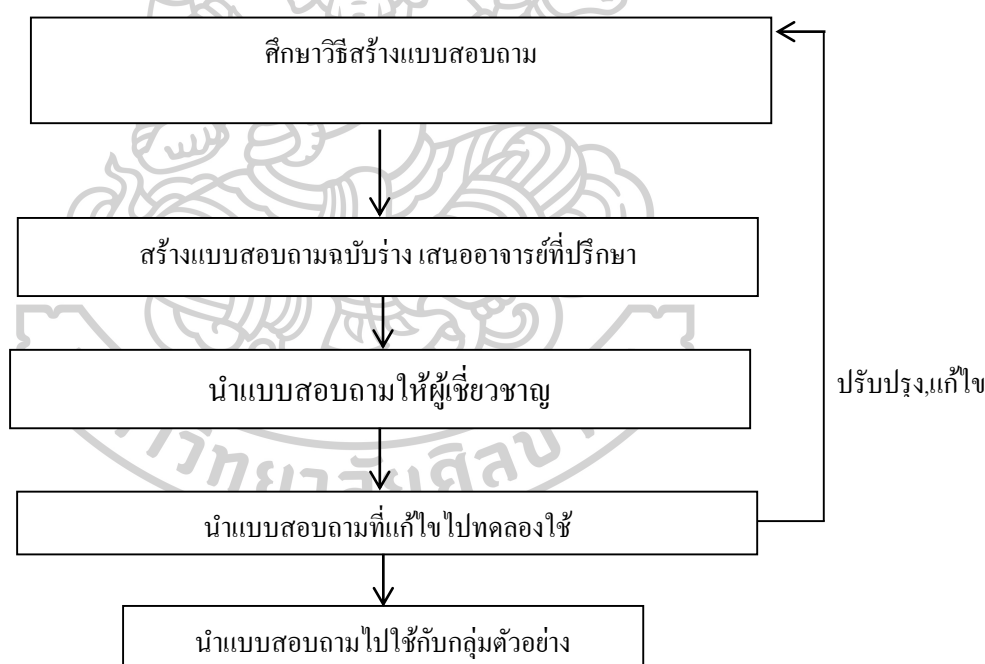 ศึกษาวิธีสร้างแบบสอบถาม
สร้างแบบสอบถามฉบับร่าง เสนออาจารย์ที่ปรึกษา
นำแบบสอบถามให้ผู้เชี่ยวชาญ
ปรับปรุง,แก้ไข
นำแบบสอบถามที่แก้ไขไปทดลองใช้
นำแบบสอบถามไปใช้กับกลุ่มตัวอย่าง